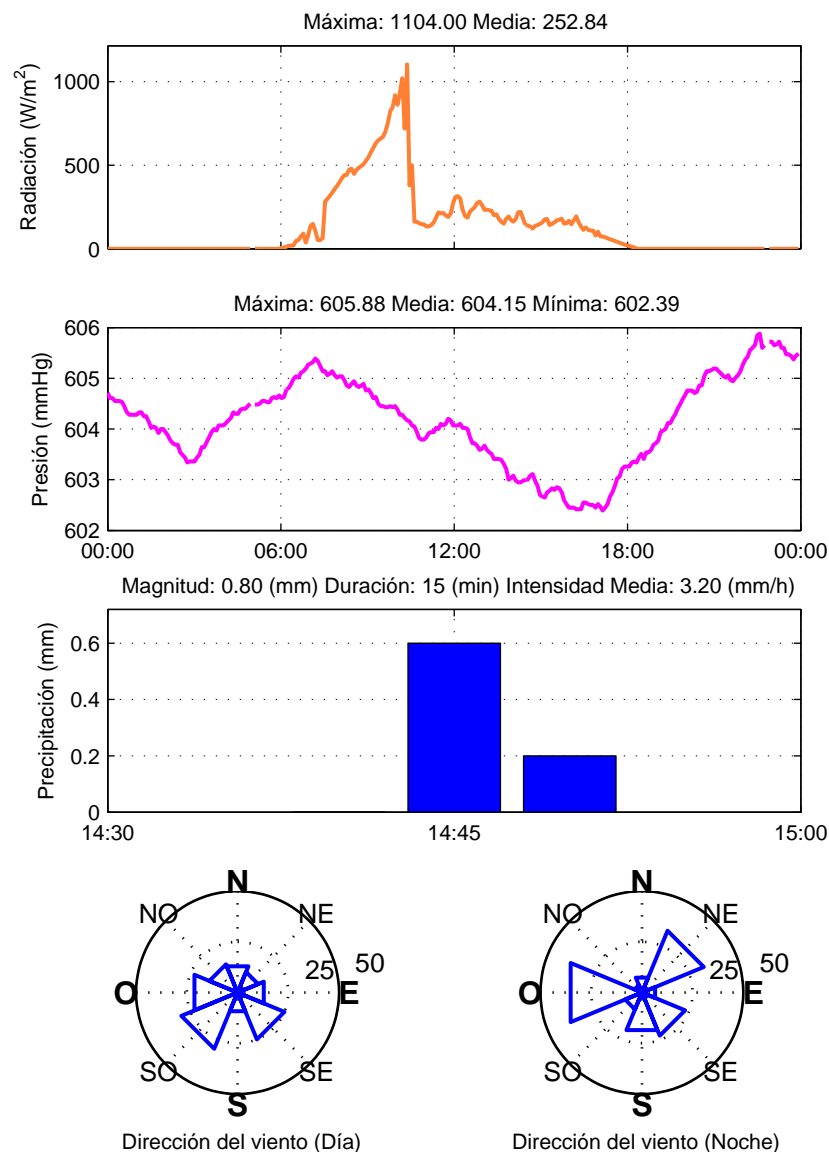 Máxima: 1104.00 Media: 252.84
1000
500
0
Radiación (W/m²)
Máxima: 605.88 Media: 604.15 Mínima: 602.39
606
605
604
603
602
Presión (mmHg)
00:00 06:00 12:00 18:00 00:00
Magnitud: 0.80 (mm) Duración: 15 (min) Intensidad Media: 3.20 (mm/h)
0.6
0.4
0.2
0
Precipitación (mm)
14:30 14:45 15:00
N
NO NE
25 50
O E
SO SE
S
Dirección del viento (Día)
N
NO NE
25 50
O E
SO SE
S
Dirección del viento (Noche)